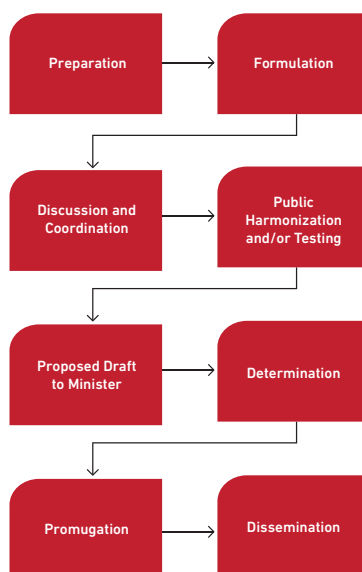 Preparation
Formulation
Discussion and
Coordination
Public
Harmonization
and/or Testing
Proposed Draft
to Minister
Determination
Promugation
Dissemination